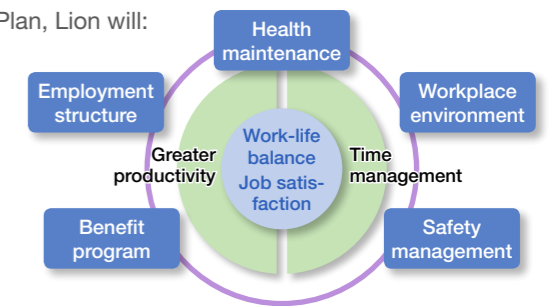 Plan, Lion will:
Health
maintenance
Employment
structure
Workplace
environment
Greater
productivity
Work-life
balance
Job satis-
faction
Time
management
Benefit
program
Safety
management